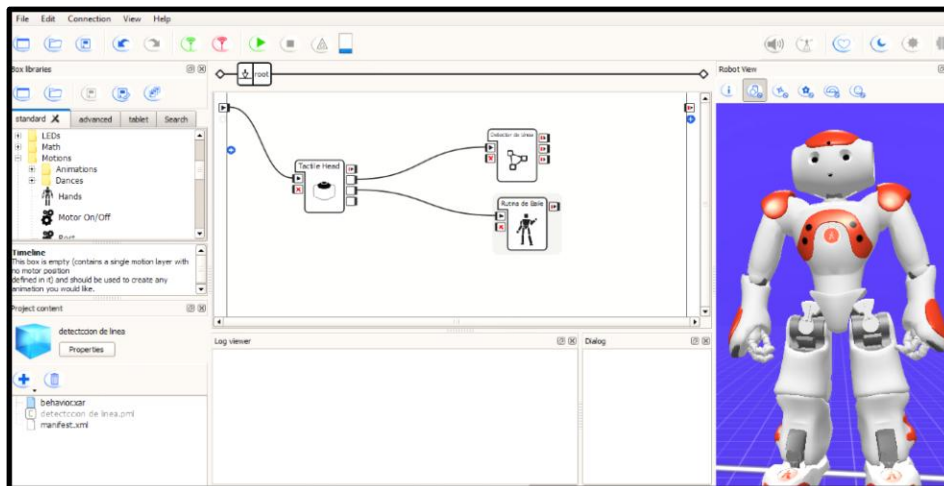 File Edit Connection View Help
Box libraries
Robot View
root
standard advanced tablet Search
LEDs
Math
Motions
Animations
Dances
Hands
Motor On/Off
Tactile Head
Rutina de Baile
Timeline
This box is empty (contains a single motion layer with
no motor position
defined in it) and should be used to create any
animation you would like.
Project content
detectccion de linea
Properties
behavior.xar
detectccion de linea.pml
manifest.xml
Log viewer
Dialog